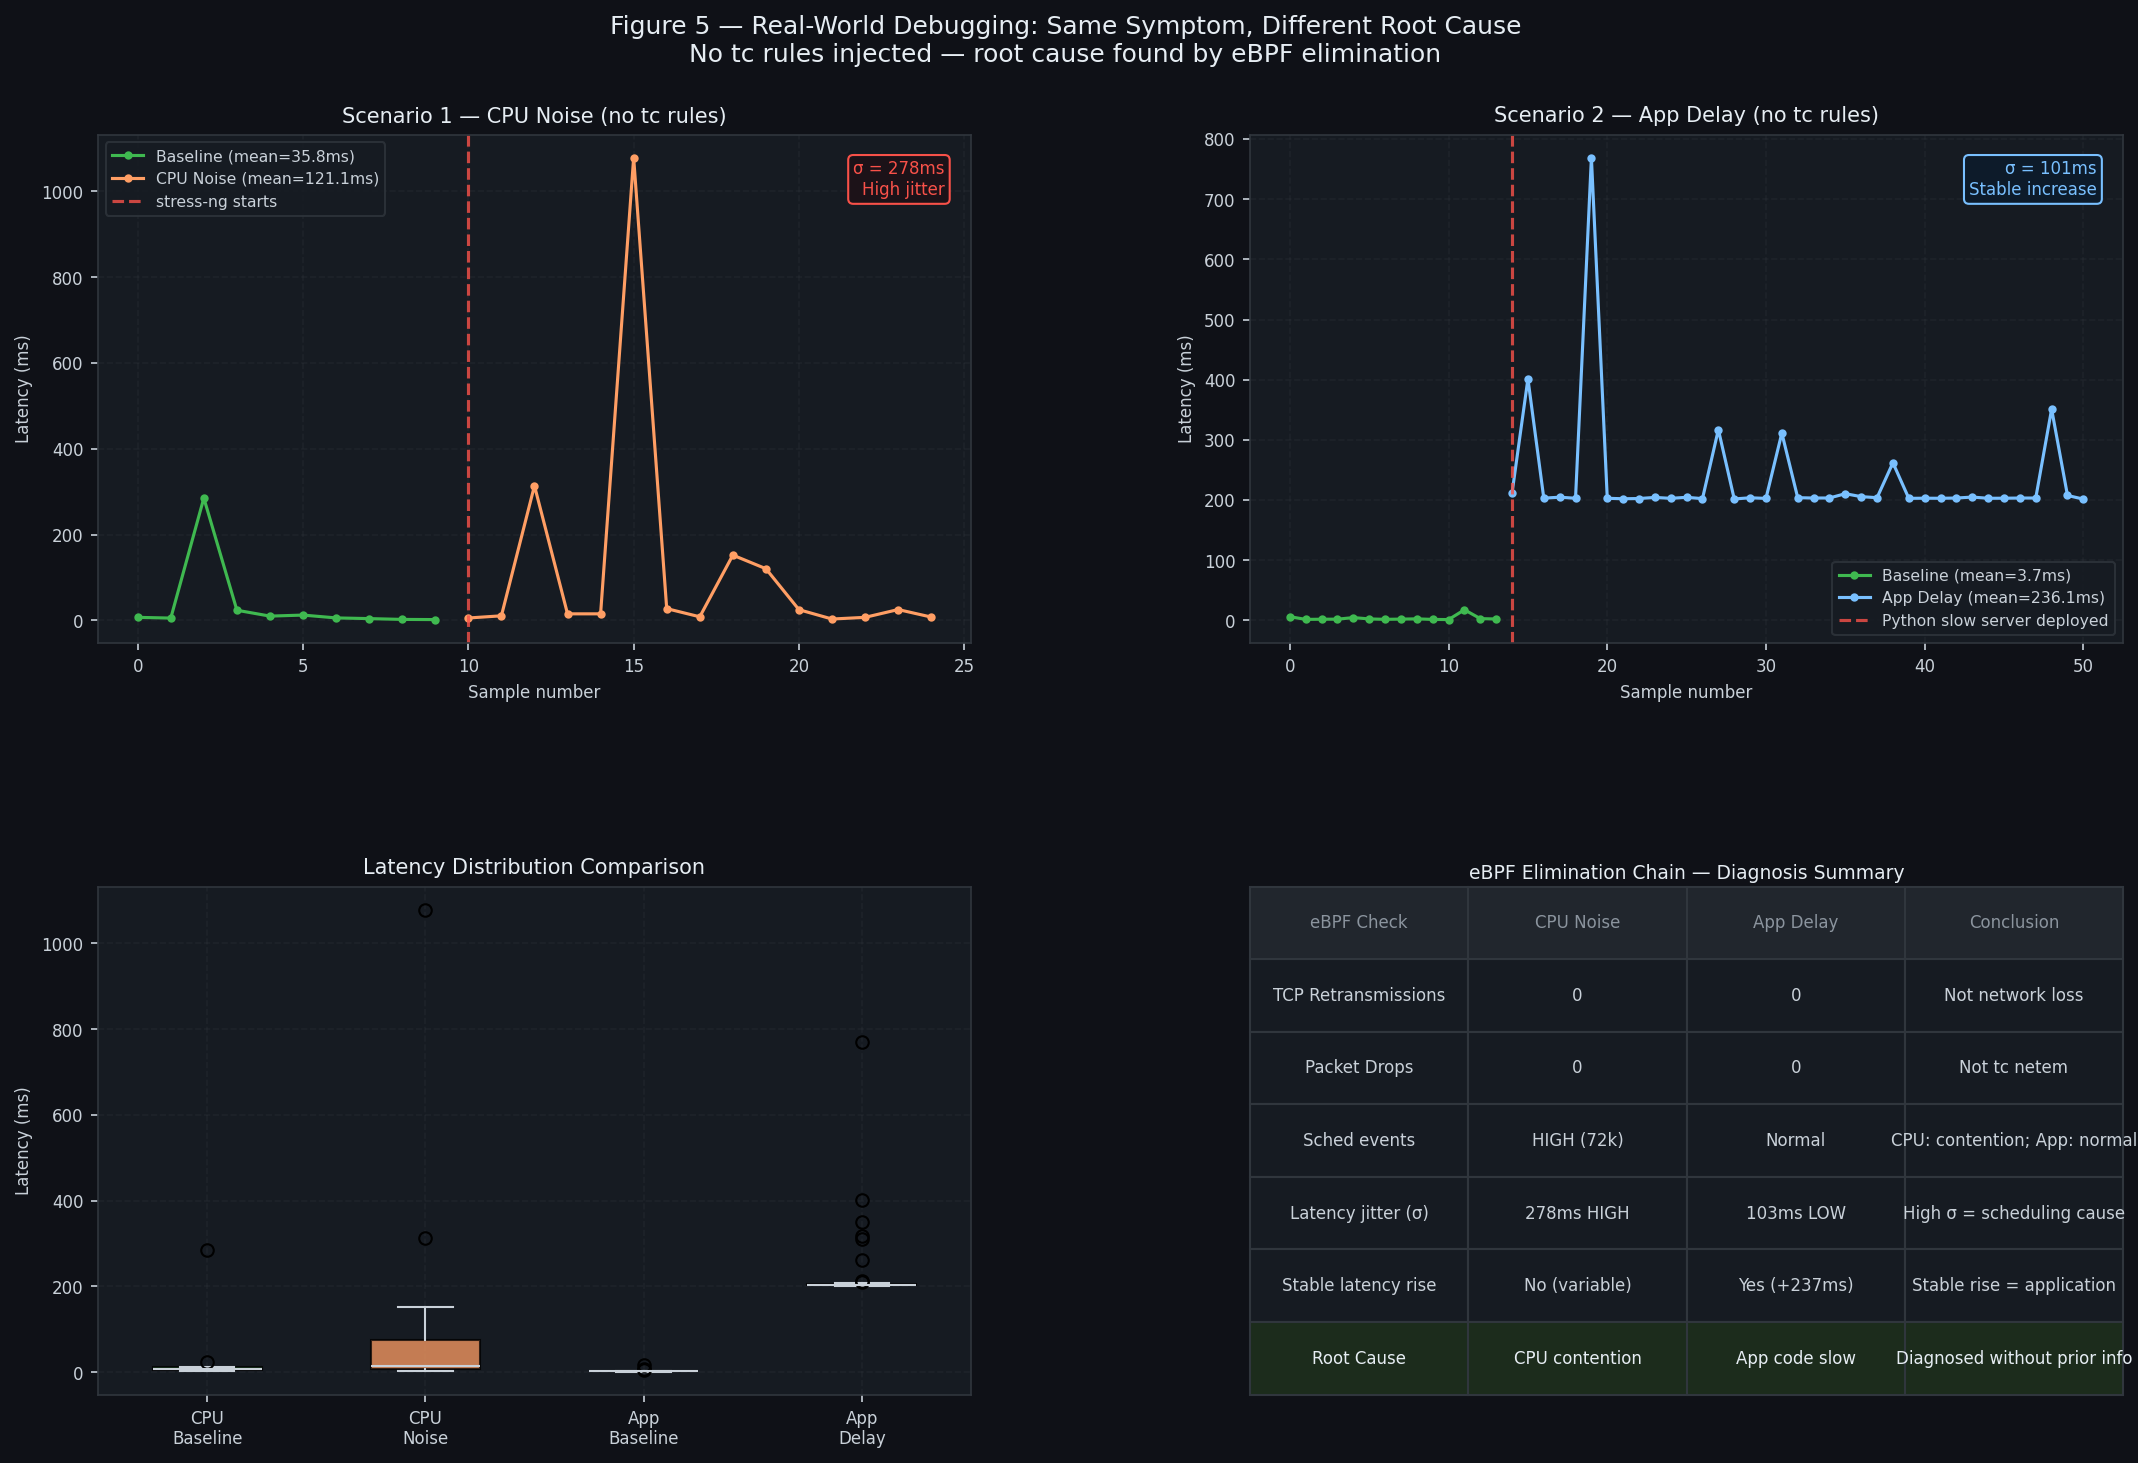 Figure 5 — Real-World Debugging: Same Symptom, Different Root Cause
No tc rules injected — root cause found by eBPF elimination
Scenario 1 — CPU Noise (no tc rules)
Baseline (mean=35.8ms)
CPU Noise (mean=121.1ms)
stress-ng starts
σ = 278ms
High jitter
Latency (ms)
1000
800
600
400
200
0
0 5 10 15 20 25
Sample number
Scenario 2 — App Delay (no tc rules)
σ = 101ms
Stable increase
Latency (ms)
800
700
600
500
400
300
200
100
0
Baseline (mean=3.7ms)
App Delay (mean=236.1ms)
Python slow server deployed
0 10 20 30 40 50
Sample number
Latency Distribution Comparison
Latency (ms)
1000
800
600
400
200
0
CPU
Baseline
CPU
Noise
App
Baseline
App
Delay
eBPF Elimination Chain — Diagnosis Summary
eBPF Check CPU Noise App Delay Conclusion
TCP Retransmissions 0 0 Not network loss
Packet Drops 0 0 Not tc netem
Sched events HIGH (72k) Normal CPU: contention; App: normal
Latency jitter (σ) 278ms HIGH 103ms LOW High σ = scheduling cause
Stable latency rise No (variable) Yes (+237ms) Stable rise = application
Root Cause CPU contention App code slow Diagnosed without prior info